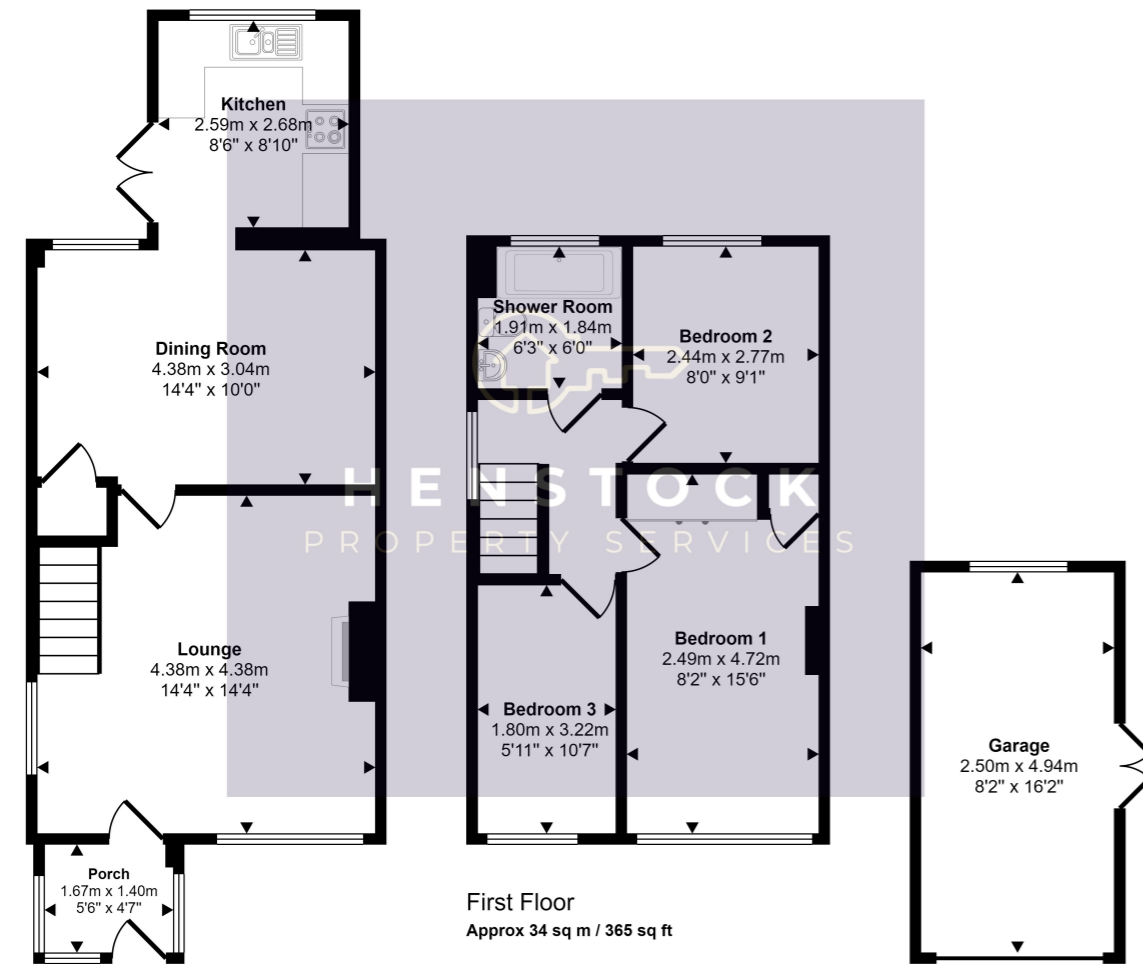 Kitchen
2.59m x 2.68m
8'6" x 8'10"
Dining Room
4.38m x 3.04m
14'4" x 10'0"
Lounge
4.38m x 4.38m
14'4" x 14'4"
Porch
1.67m x 1.40m
5'6" x 4'7"
Shower Room
1.91m x 1.84m
6'3" x 6'0"
Bedroom 2
2.44m x 2.77m
8'0" x 9'1"
HENSTOCK
PROPERTY SERVICES
Bedroom 1
2.49m x 4.72m
8'2" x 15'6"
Bedroom 3
1.80m x 3.22m
5'11" x 10'7"
First Floor
Approx 34 sq m / 365 sq ft
Garage
2.50m x 4.94m
8'2" x 16'2"